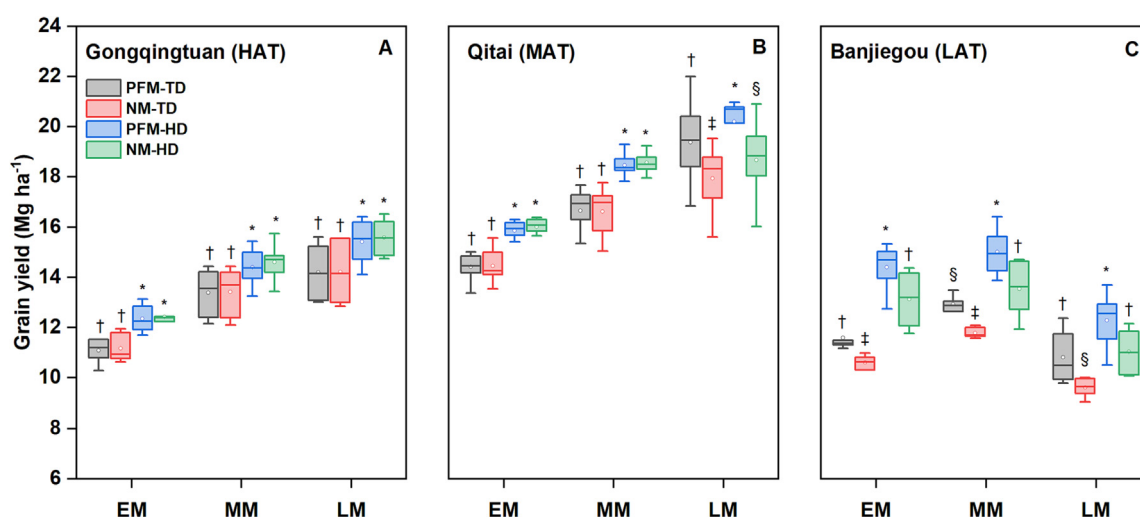 Grain yield (Mg ha⁻¹)
24
22
20
18
16
14
12
10
8
6
Gongqingtuan (HAT)
A
PFM-TD
NM-TD
PFM-HD
NM-HD
† † * *
† † * *
† † * *
EM MM LM
Qitai (MAT)
B
† † * *
† † * *
† ‡ * §
EM MM LM
Banjiegou (LAT)
C
† ‡ * †
§ ‡ * †
† § * †
EM MM LM